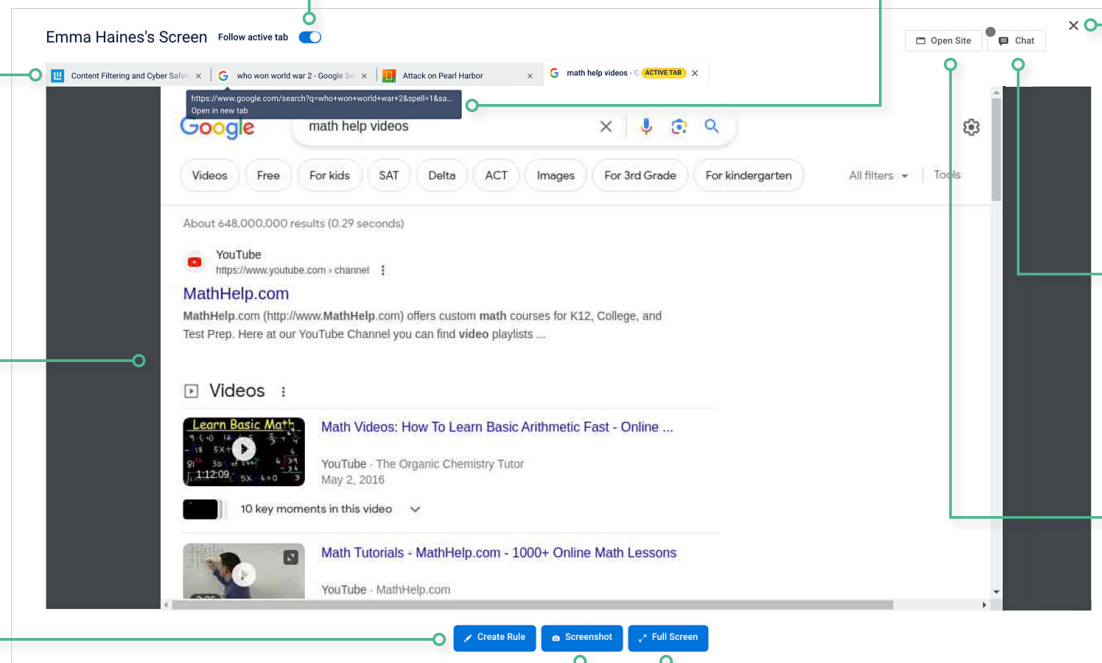 Emma Haines's Screen Follow active tab
Open Site Chat
Content Filtering and Cyber Safet who won world war 2 - Google Se Attack on Pearl Harbor math help videos - G ACTIVE TAB
https://www.google.com/search?q=who+won+world+war+2&spell=1&sa...
Open in new tab
Google math help videos
Videos Free For kids SAT Delta ACT Images For 3rd Grade For kindergarten All filters Tools
About 648,000,000 results (0.29 seconds)
YouTube
https://www.youtube.com › channel
MathHelp.com
MathHelp.com (http://www.MathHelp.com) offers custom math courses for K12, College, and
Test Prep. Here at our YouTube Channel you can find video playlists ...
Videos
Learn Basic Math
1:12:09
Math Videos: How To Learn Basic Arithmetic Fast - Online ...
YouTube · The Organic Chemistry Tutor
May 2, 2016
10 key moments in this video
Math Tutorials - MathHelp.com - 1000+ Online Math Lessons
YouTube · MathHelp.com
Create Rule Screenshot Full Screen